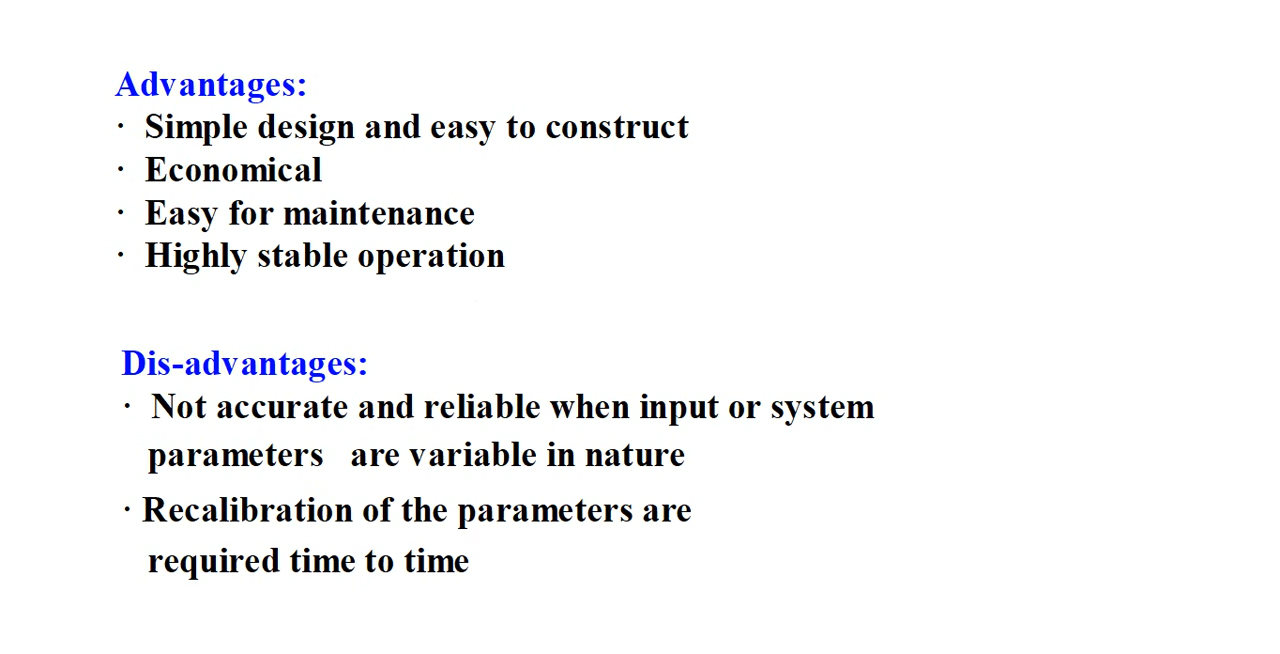 Advantages:
· Simple design and easy to construct
· Economical
· Easy for maintenance
· Highly stable operation
Dis-advantages:
· Not accurate and reliable when input or system
parameters are variable in nature
· Recalibration of the parameters are
required time to time